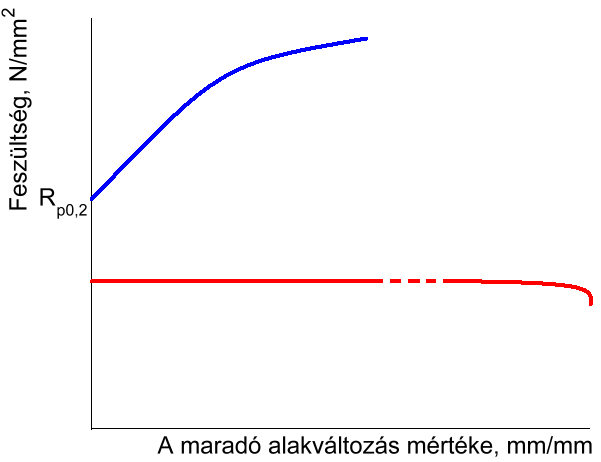 Feszültség, N/mm²
Rp0,2
A maradó alakváltozás mértéke, mm/mm